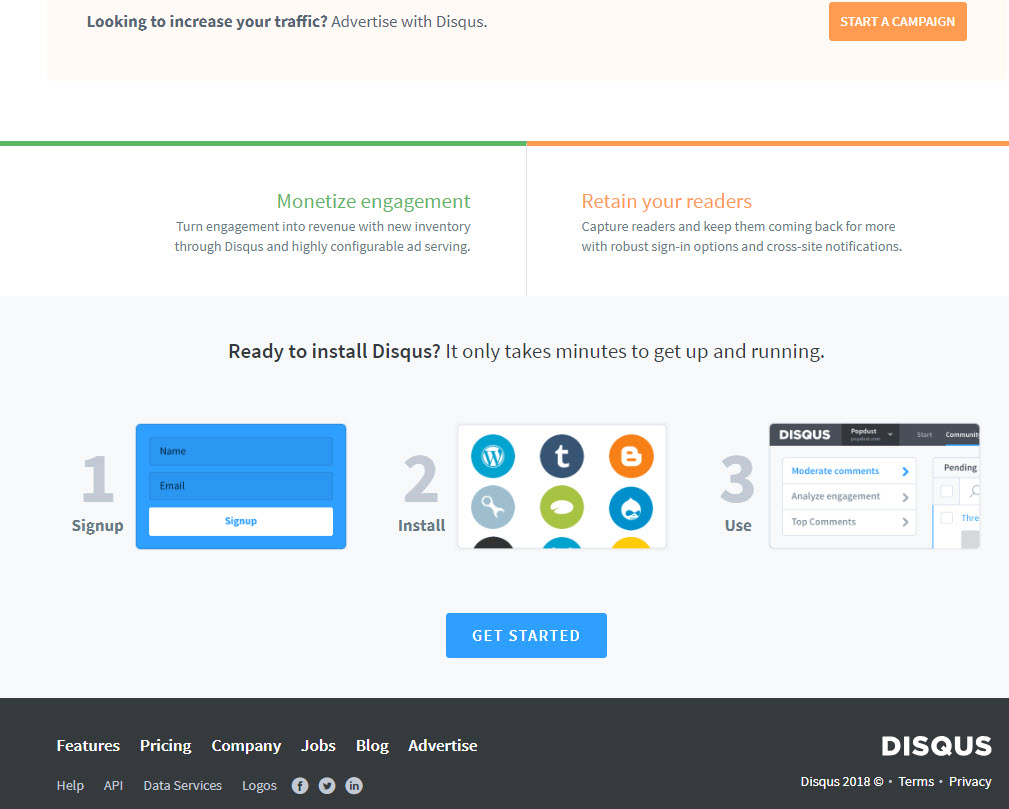 Looking to increase your traffic? Advertise with Disqus.
START A CAMPAIGN
Monetize engagement
Turn engagement into revenue with new inventory
through Disqus and highly configurable ad serving.
Retain your readers
Capture readers and keep them coming back for more
with robust sign-in options and cross-site notifications.
Ready to install Disqus? It only takes minutes to get up and running.
1
Signup
Name
Email
Signup
2
Install
3
Use
DISQUS
Popdust
popdust.com
Start
Community
Moderate comments
Analyze engagement
Top Comments
Pending
Thre
GET STARTED
Features Pricing Company Jobs Blog Advertise
Help API Data Services Logos
DISQUS
Disqus 2018 © • Terms • Privacy